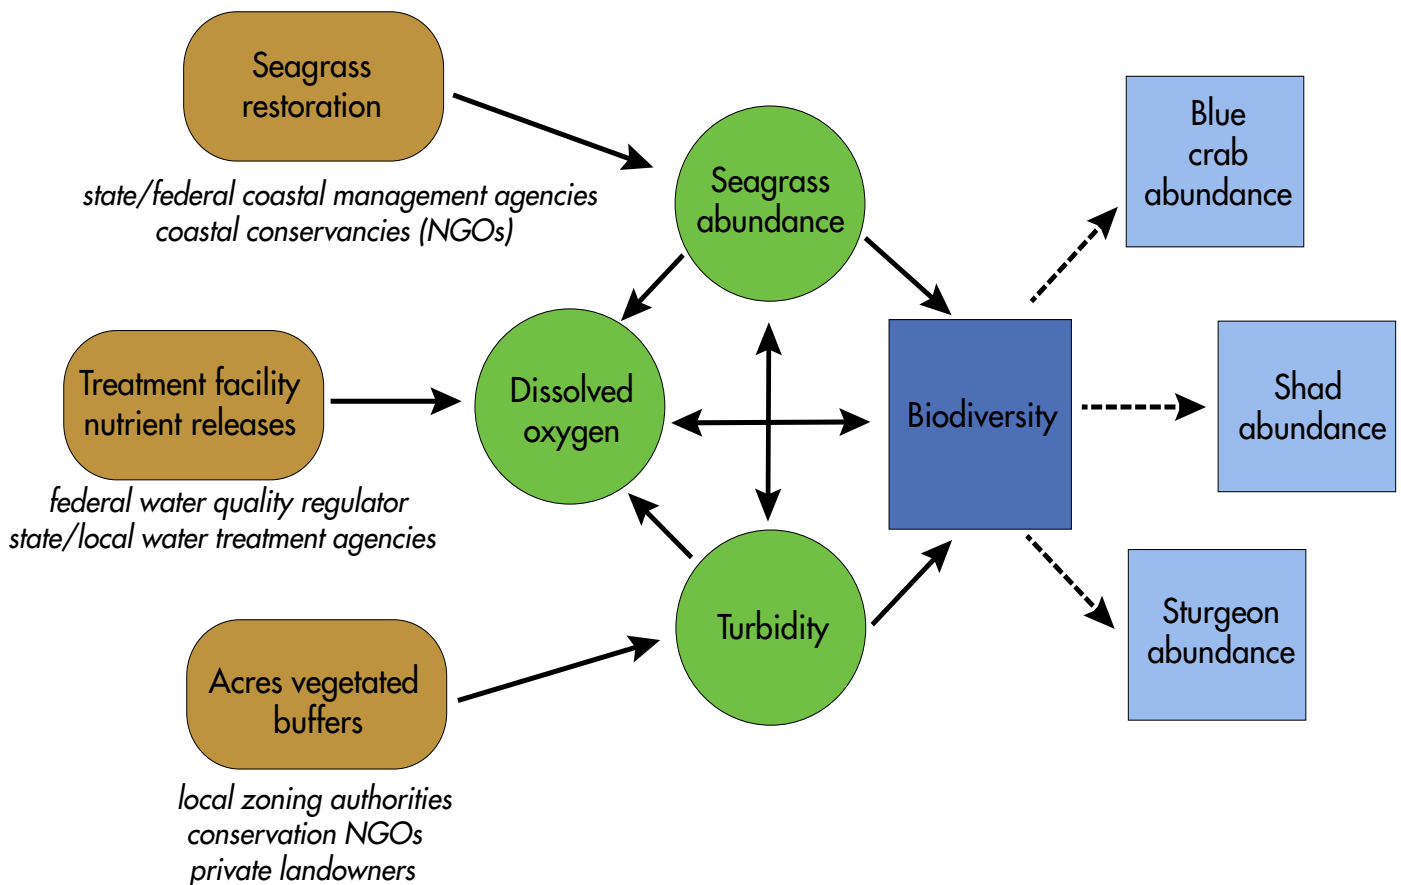 Seagrass
restoration
state/federal coastal management agencies
coastal conservancies (NGOs)
Seagrass
abundance
Blue
crab
abundance
Treatment facility
nutrient releases
federal water quality regulator
state/local water treatment agencies
Dissolved
oxygen
Biodiversity
Shad
abundance
Acres vegetated
buffers
local zoning authorities
conservation NGOs
private landowners
Turbidity
Sturgeon
abundance